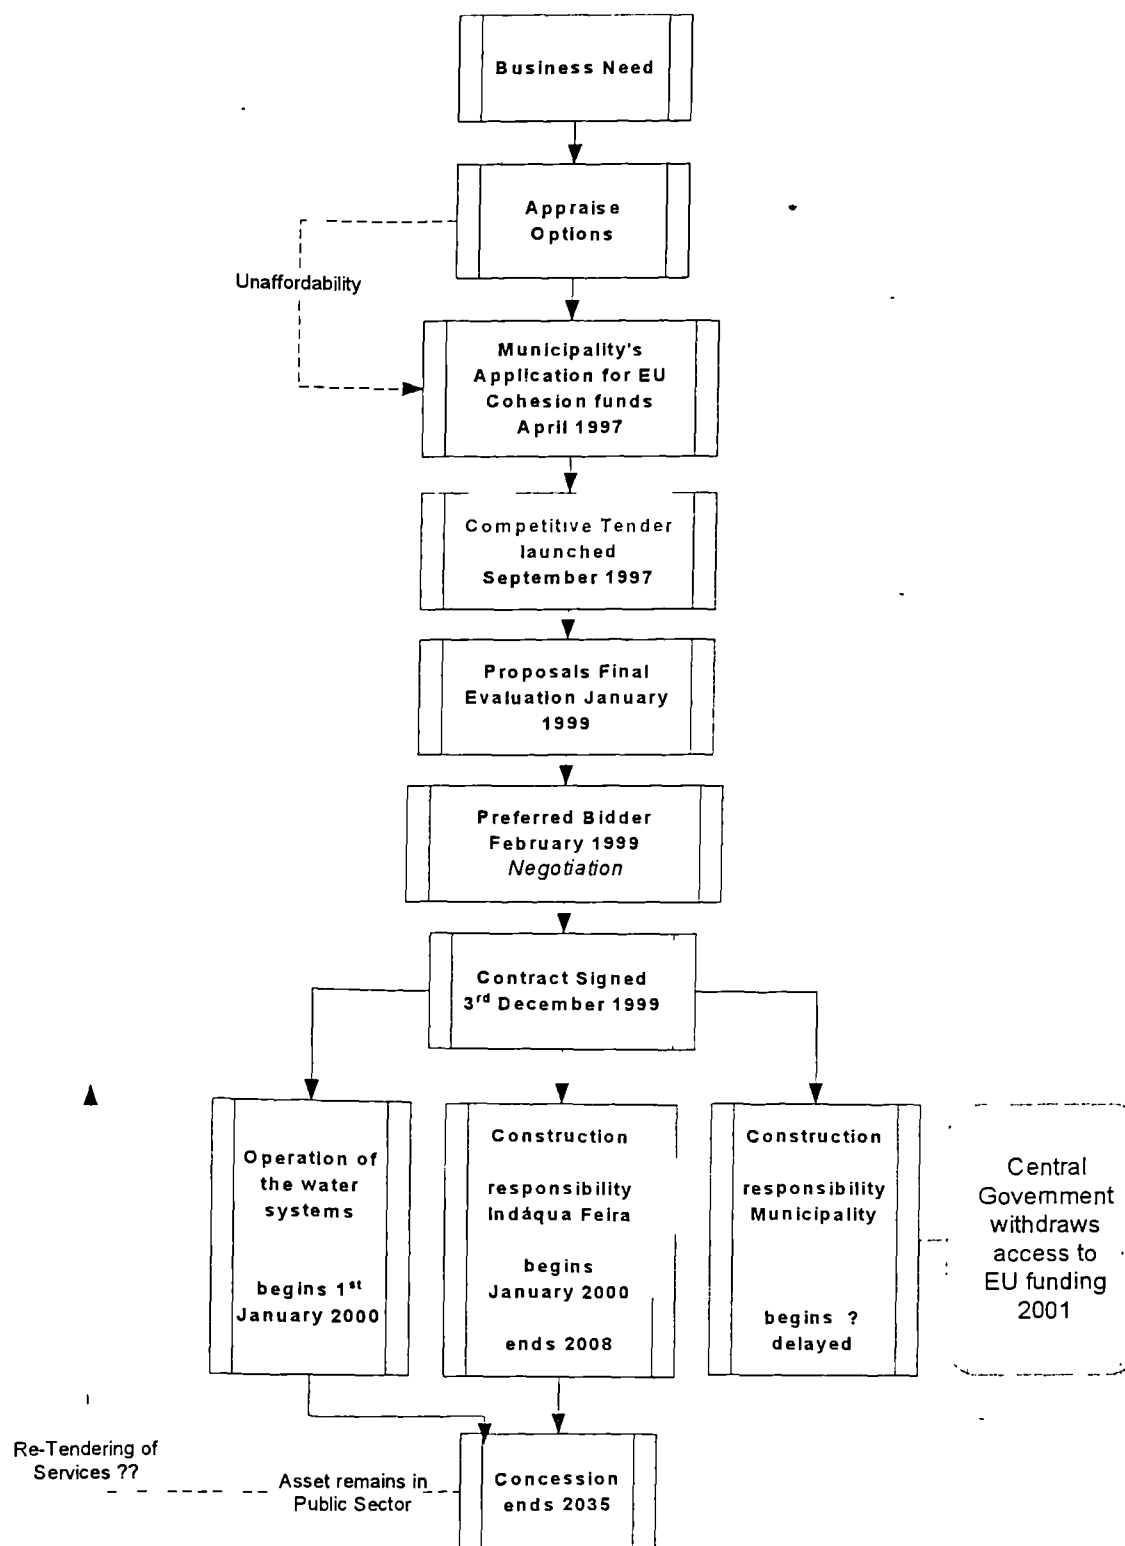 Business Need
Appraise
Options
Unaffordability
Municipality's
Application for EU
Cohesion funds
April 1997
Competitive Tender
launched
September 1997
Proposals Final
Evaluation January
1999
Preferred Bidder
February 1999
Negotiation
Contract Signed
3rd December 1999
Operation of
the water
systems
begins 1st
January 2000
Construction
responsibility
Indáqua Feira
begins
January 2000
ends 2008
Construction
responsibility
Municipality
begins ?
delayed
Central
Government
withdraws
access to
EU funding
2001
Re-Tendering of
Services ??
Asset remains in
Public Sector
Concession
ends 2035